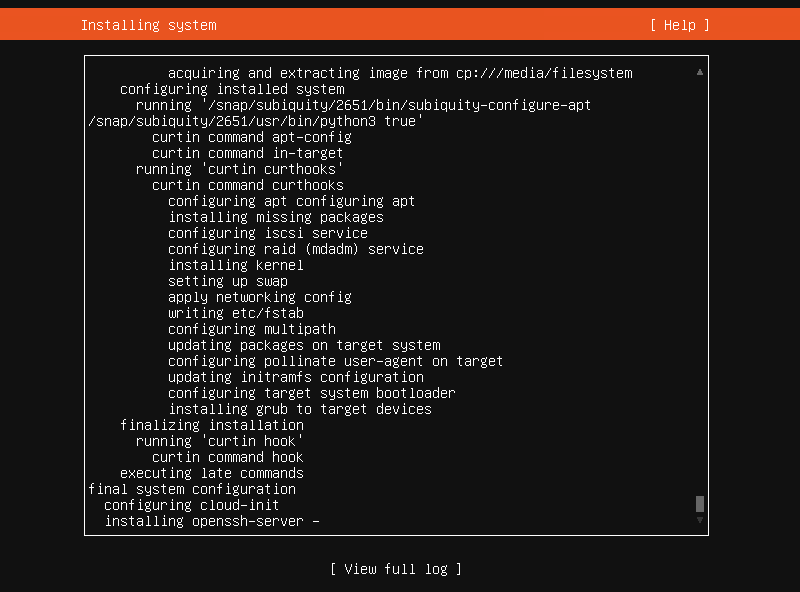 Installing system [ Help ]
acquiring and extracting image from cp:///media/filesystem
configuring installed system
running '/snap/subiquity/2651/bin/subiquity-configure-apt
/snap/subiquity/2651/usr/bin/python3 true'
curtin command apt-config
curtin command in-target
running 'curtin curthooks'
curtin command curthooks
configuring apt configuring apt
installing missing packages
configuring iscsi service
configuring raid (mdadm) service
installing kernel
setting up swap
apply networking config
writing etc/fstab
configuring multipath
updating packages on target system
configuring pollinate user-agent on target
updating initramfs configuration
configuring target system bootloader
installing grub to target devices
finalizing installation
running 'curtin hook'
curtin command hook
executing late commands
final system configuration
configuring cloud-init
installing openssh-server -
[ View full log ]